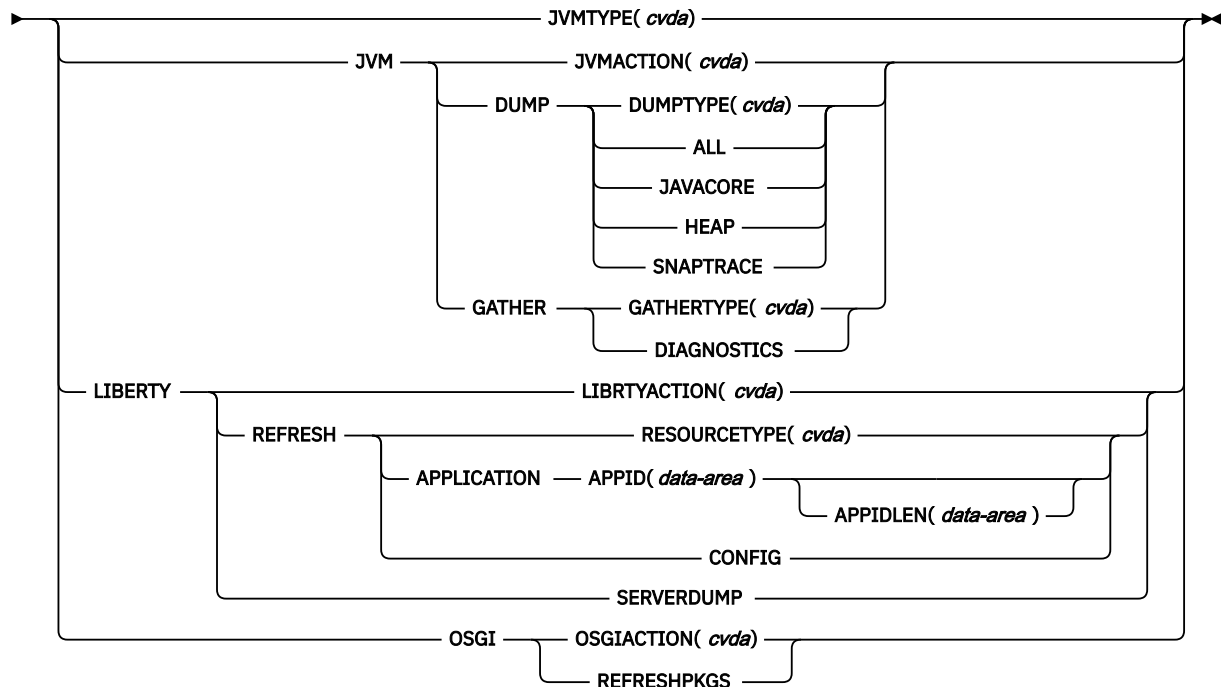 JVMTYPE( cvda)
JVM JVMACTION( cvda)
DUMP DUMPTYPE( cvda)
ALL
JAVACORE
HEAP
SNAPTRACE
GATHER GATHERTYPE( cvda)
DIAGNOSTICS
LIBERTY LIBRTYACTION( cvda)
REFRESH RESOURCETYPE( cvda)
APPLICATION APPID( data-area )
APPIDLEN( data-area )
CONFIG
SERVERDUMP
OSGI OSGIACTION( cvda)
REFRESHPKGS